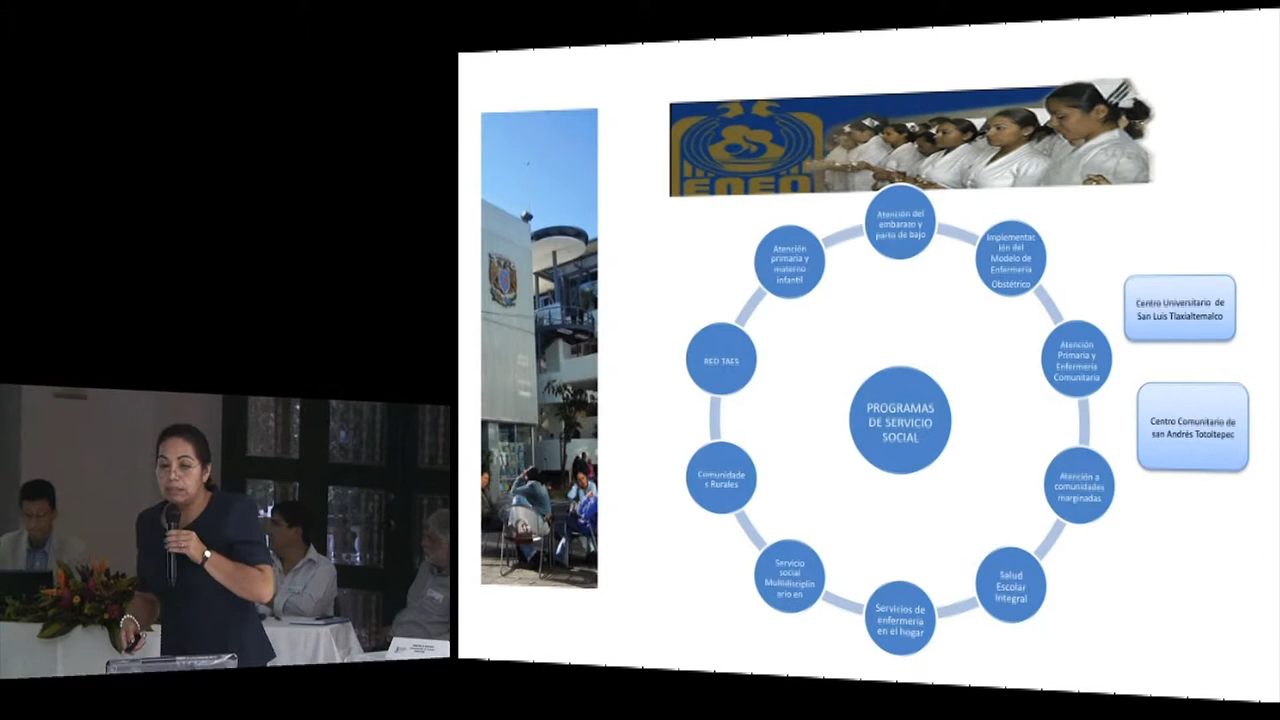 ENEO
Atención del
embarazo y
parto de bajo
Implementac
ión del
Modelo de
Enfermería
Obstétrico
Atención
Primaria y
Enfermería
Comunitaria
Centro Universitario de
San Luis Tlaxialtemalco
Centro Comunitario de
san Andrés Totoltepec
Atención a
comunidades
marginadas
Salud
Escolar
Integral
Servicios de
enfermería
en el hogar
Servicio
social
Multidisciplin
ario en
Comunidade
s Rurales
RED TAES
Atención
primaria y
materno
infantil
PROGRAMAS
DE SERVICIO
SOCIAL